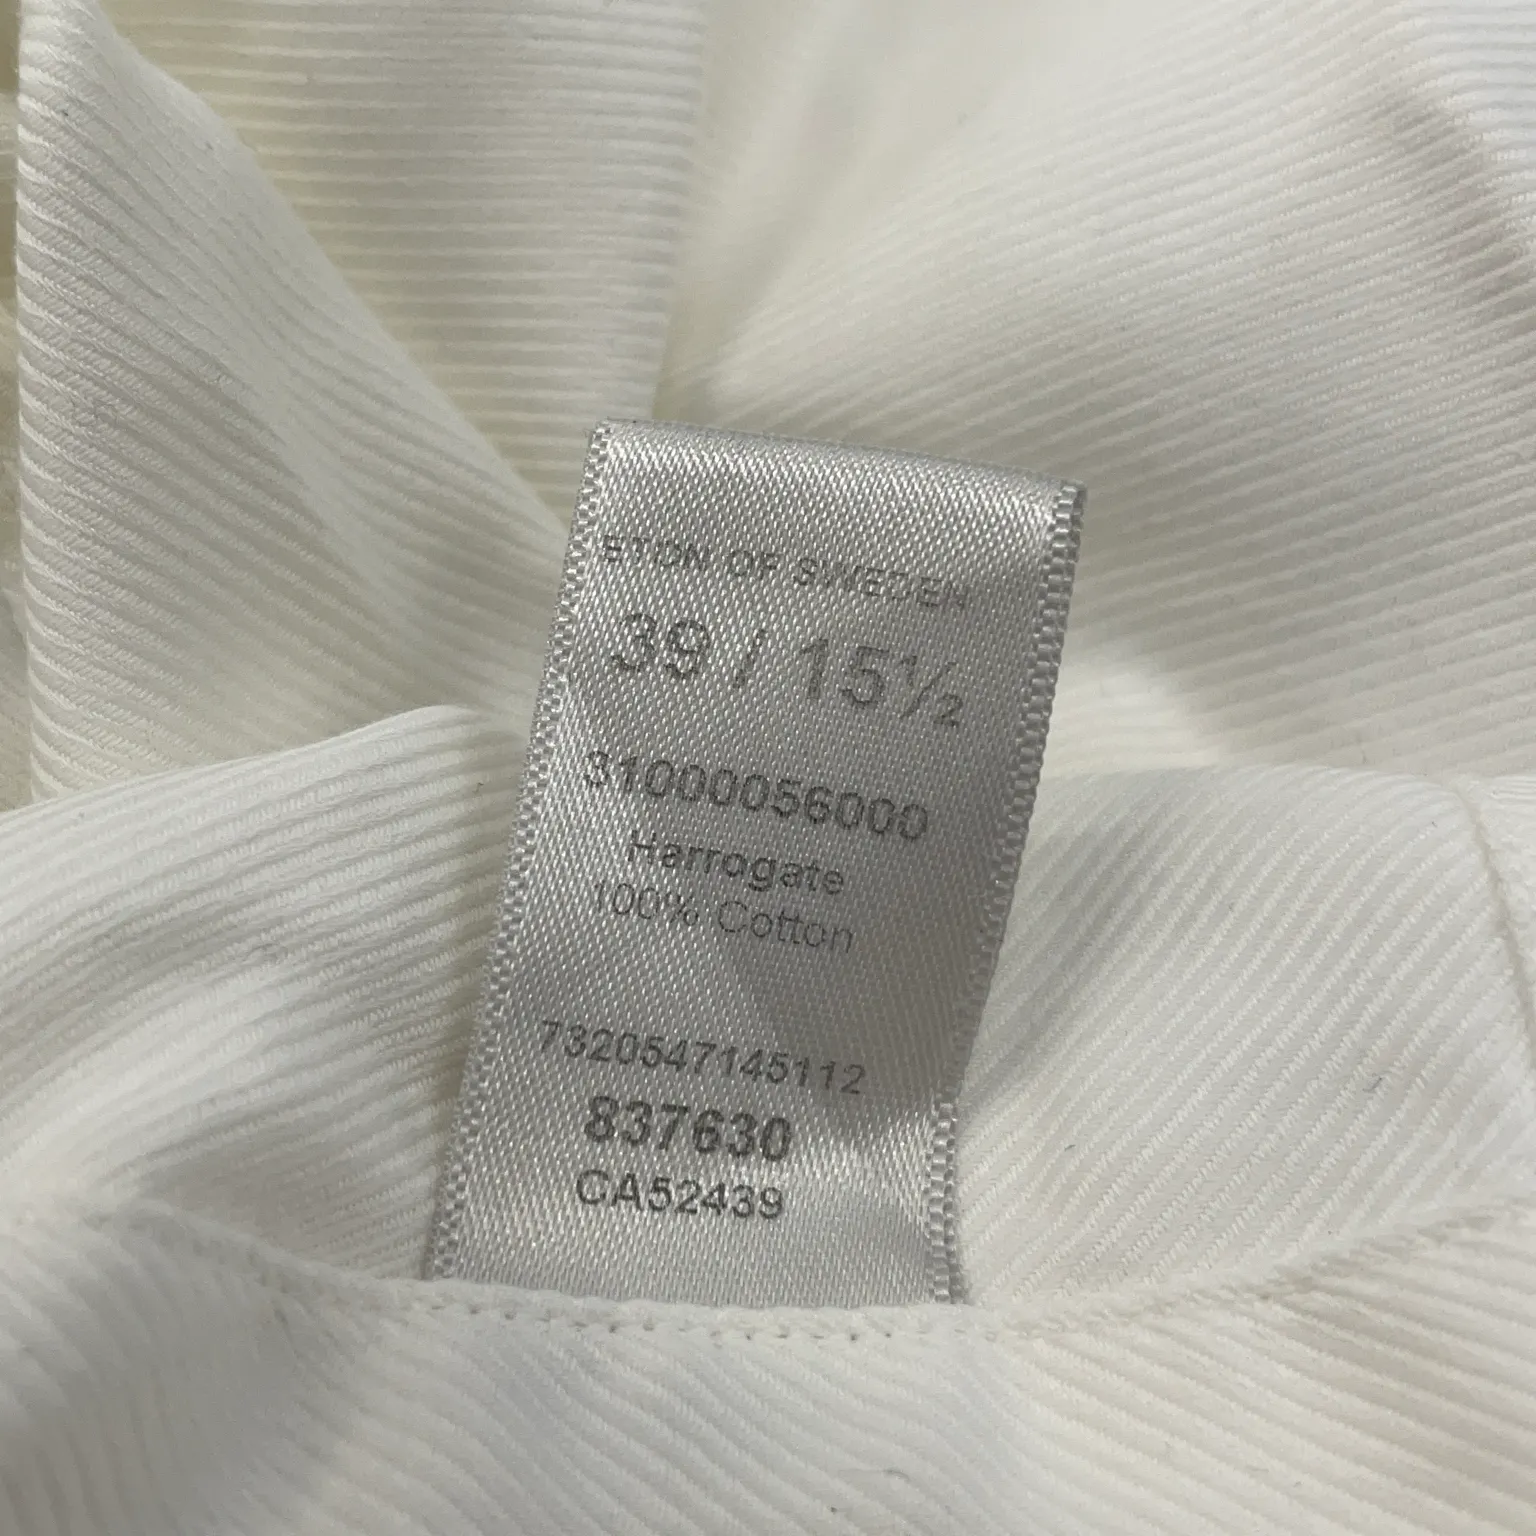 ETON OF SWEDEN
39 / 15½
31000056000
Harrogate
100% Cotton
7320547145112
837630
CA52439